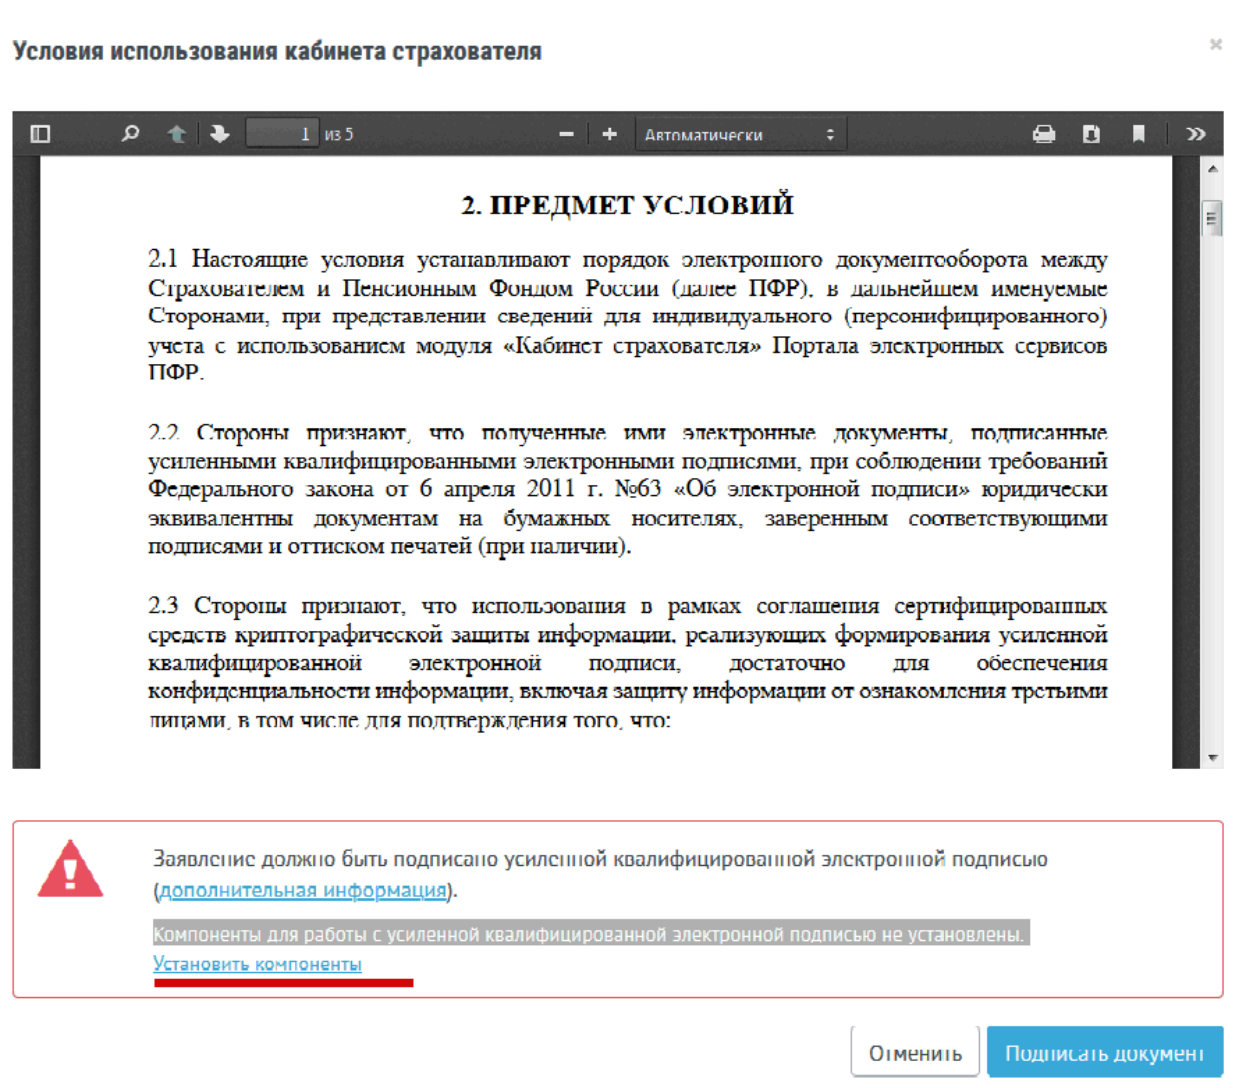 Условия использования кабинета страхователя
1 из 5
Автоматически
2. ПРЕДМЕТ УСЛОВИЙ
2.1 Настоящие условия устанавливают порядок электронного документооборота между
Страхователем и Пенсионным Фондом России (далее ПФР), в дальнейшем именуемые
Сторонами, при представлении сведений для индивидуального (персонифицированного)
учета с использованием модуля «Кабинет страхователя» Портала электронных сервисов
ПФР.
2.2 Стороны признают, что полученные ими электронные документы, подписанные
усиленными квалифицированными электронными подписями, при соблюдении требований
Федерального закона от 6 апреля 2011 г. №63 «Об электронной подписи» юридически
эквивалентны документам на бумажных носителях, заверенным соответствующими
подписями и оттиском печатей (при наличии).
2.3 Стороны признают, что использования в рамках соглашения сертифицированных
средств криптографической защиты информации, реализующих формирования усиленной
квалифицированной электронной подписи, достаточно для обеспечения
конфиденциальности информации, включая защиту информации от ознакомления третьими
лицами, в том числе для подтверждения того, что:
Заявление должно быть подписано усиленной квалифицированной электронной подписью
(дополнительная информация).
Компоненты для работы с усиленной квалифицированной электронной подписью не установлены.
Установить компоненты
Отменить Подписать документ